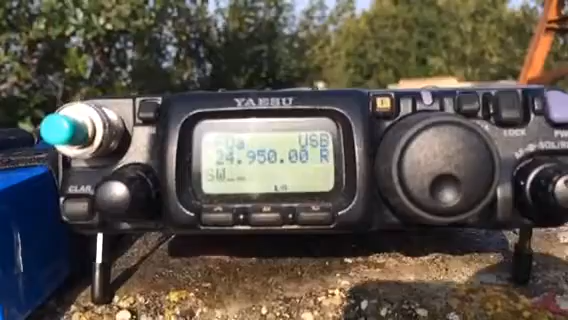 YAESU
USB
24.950.00 R
SW
CLAR
LOCK